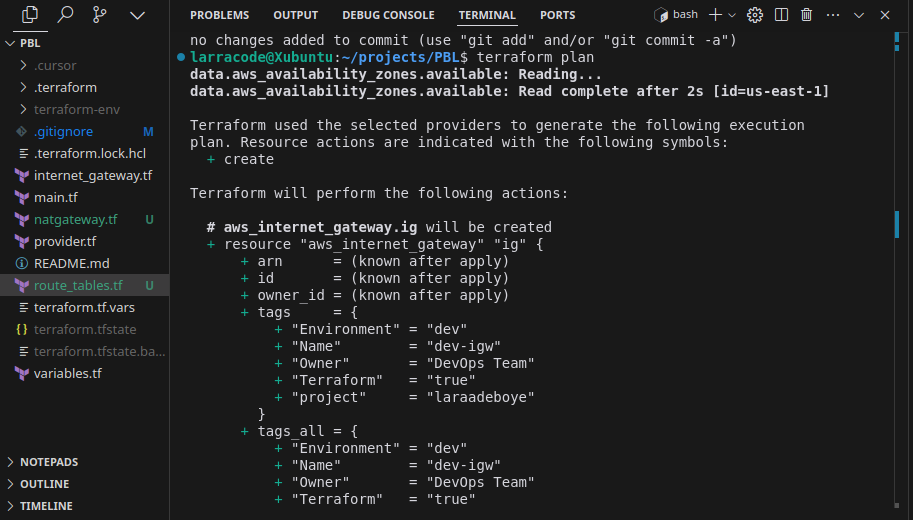 PROBLEMS OUTPUT DEBUG CONSOLE TERMINAL PORTS bash
PBL
.cursor
.terraform
terraform-env
.gitignore M
.terraform.lock.hcl
internet_gateway.tf
main.tf
natgateway.tf U
provider.tf
README.md
route_tables.tf U
terraform.tf.vars
terraform.tfstate
terraform.tfstate.ba...
variables.tf
NOTEPADS
OUTLINE
TIMELINE
no changes added to commit (use "git add" and/or "git commit -a")
larracode@Xubuntu:~/projects/PBL$ terraform plan
data.aws_availability_zones.available: Reading...
data.aws_availability_zones.available: Read complete after 2s [id=us-east-1]
Terraform used the selected providers to generate the following execution
plan. Resource actions are indicated with the following symbols:
+ create
Terraform will perform the following actions:
# aws_internet_gateway.ig will be created
+ resource "aws_internet_gateway" "ig" {
+ arn = (known after apply)
+ id = (known after apply)
+ owner_id = (known after apply)
+ tags = {
+ "Environment" = "dev"
+ "Name" = "dev-igw"
+ "Owner" = "DevOps Team"
+ "Terraform" = "true"
+ "project" = "laraadeboye"
}
+ tags_all = {
+ "Environment" = "dev"
+ "Name" = "dev-igw"
+ "Owner" = "DevOps Team"
+ "Terraform" = "true"